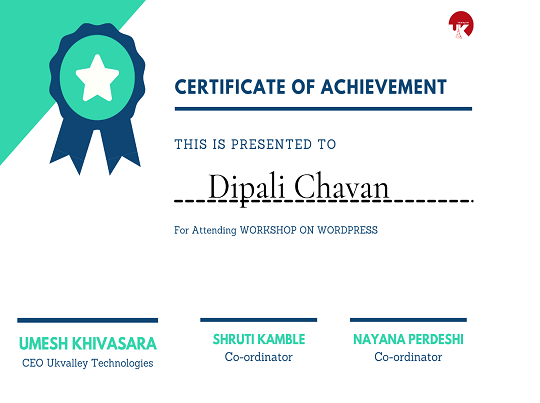 CERTIFICATE OF ACHIEVEMENT
THIS IS PRESENTED TO
Dipali Chavan
For Attending WORKSHOP ON WORDPRESS
UMESH KHIVASARA
CEO Ukvalley Technologies
SHRUTI KAMBLE
Co-ordinator
NAYANA PERDESHI
Co-ordinator